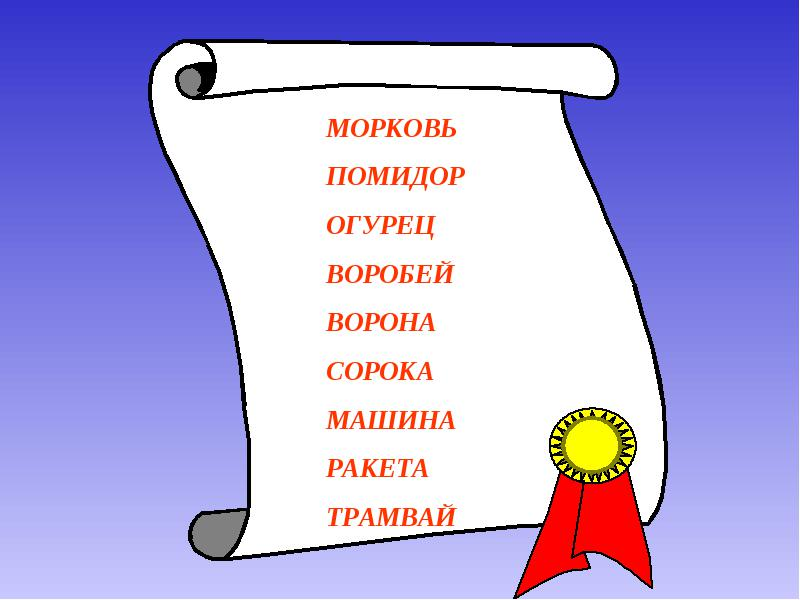 МОРКОВЬ
ПОМИДОР
ОГУРЕЦ
ВОРОБЕЙ
ВОРОНА
СОРОКА
МАШИНА
РАКЕТА
ТРАМВАЙ